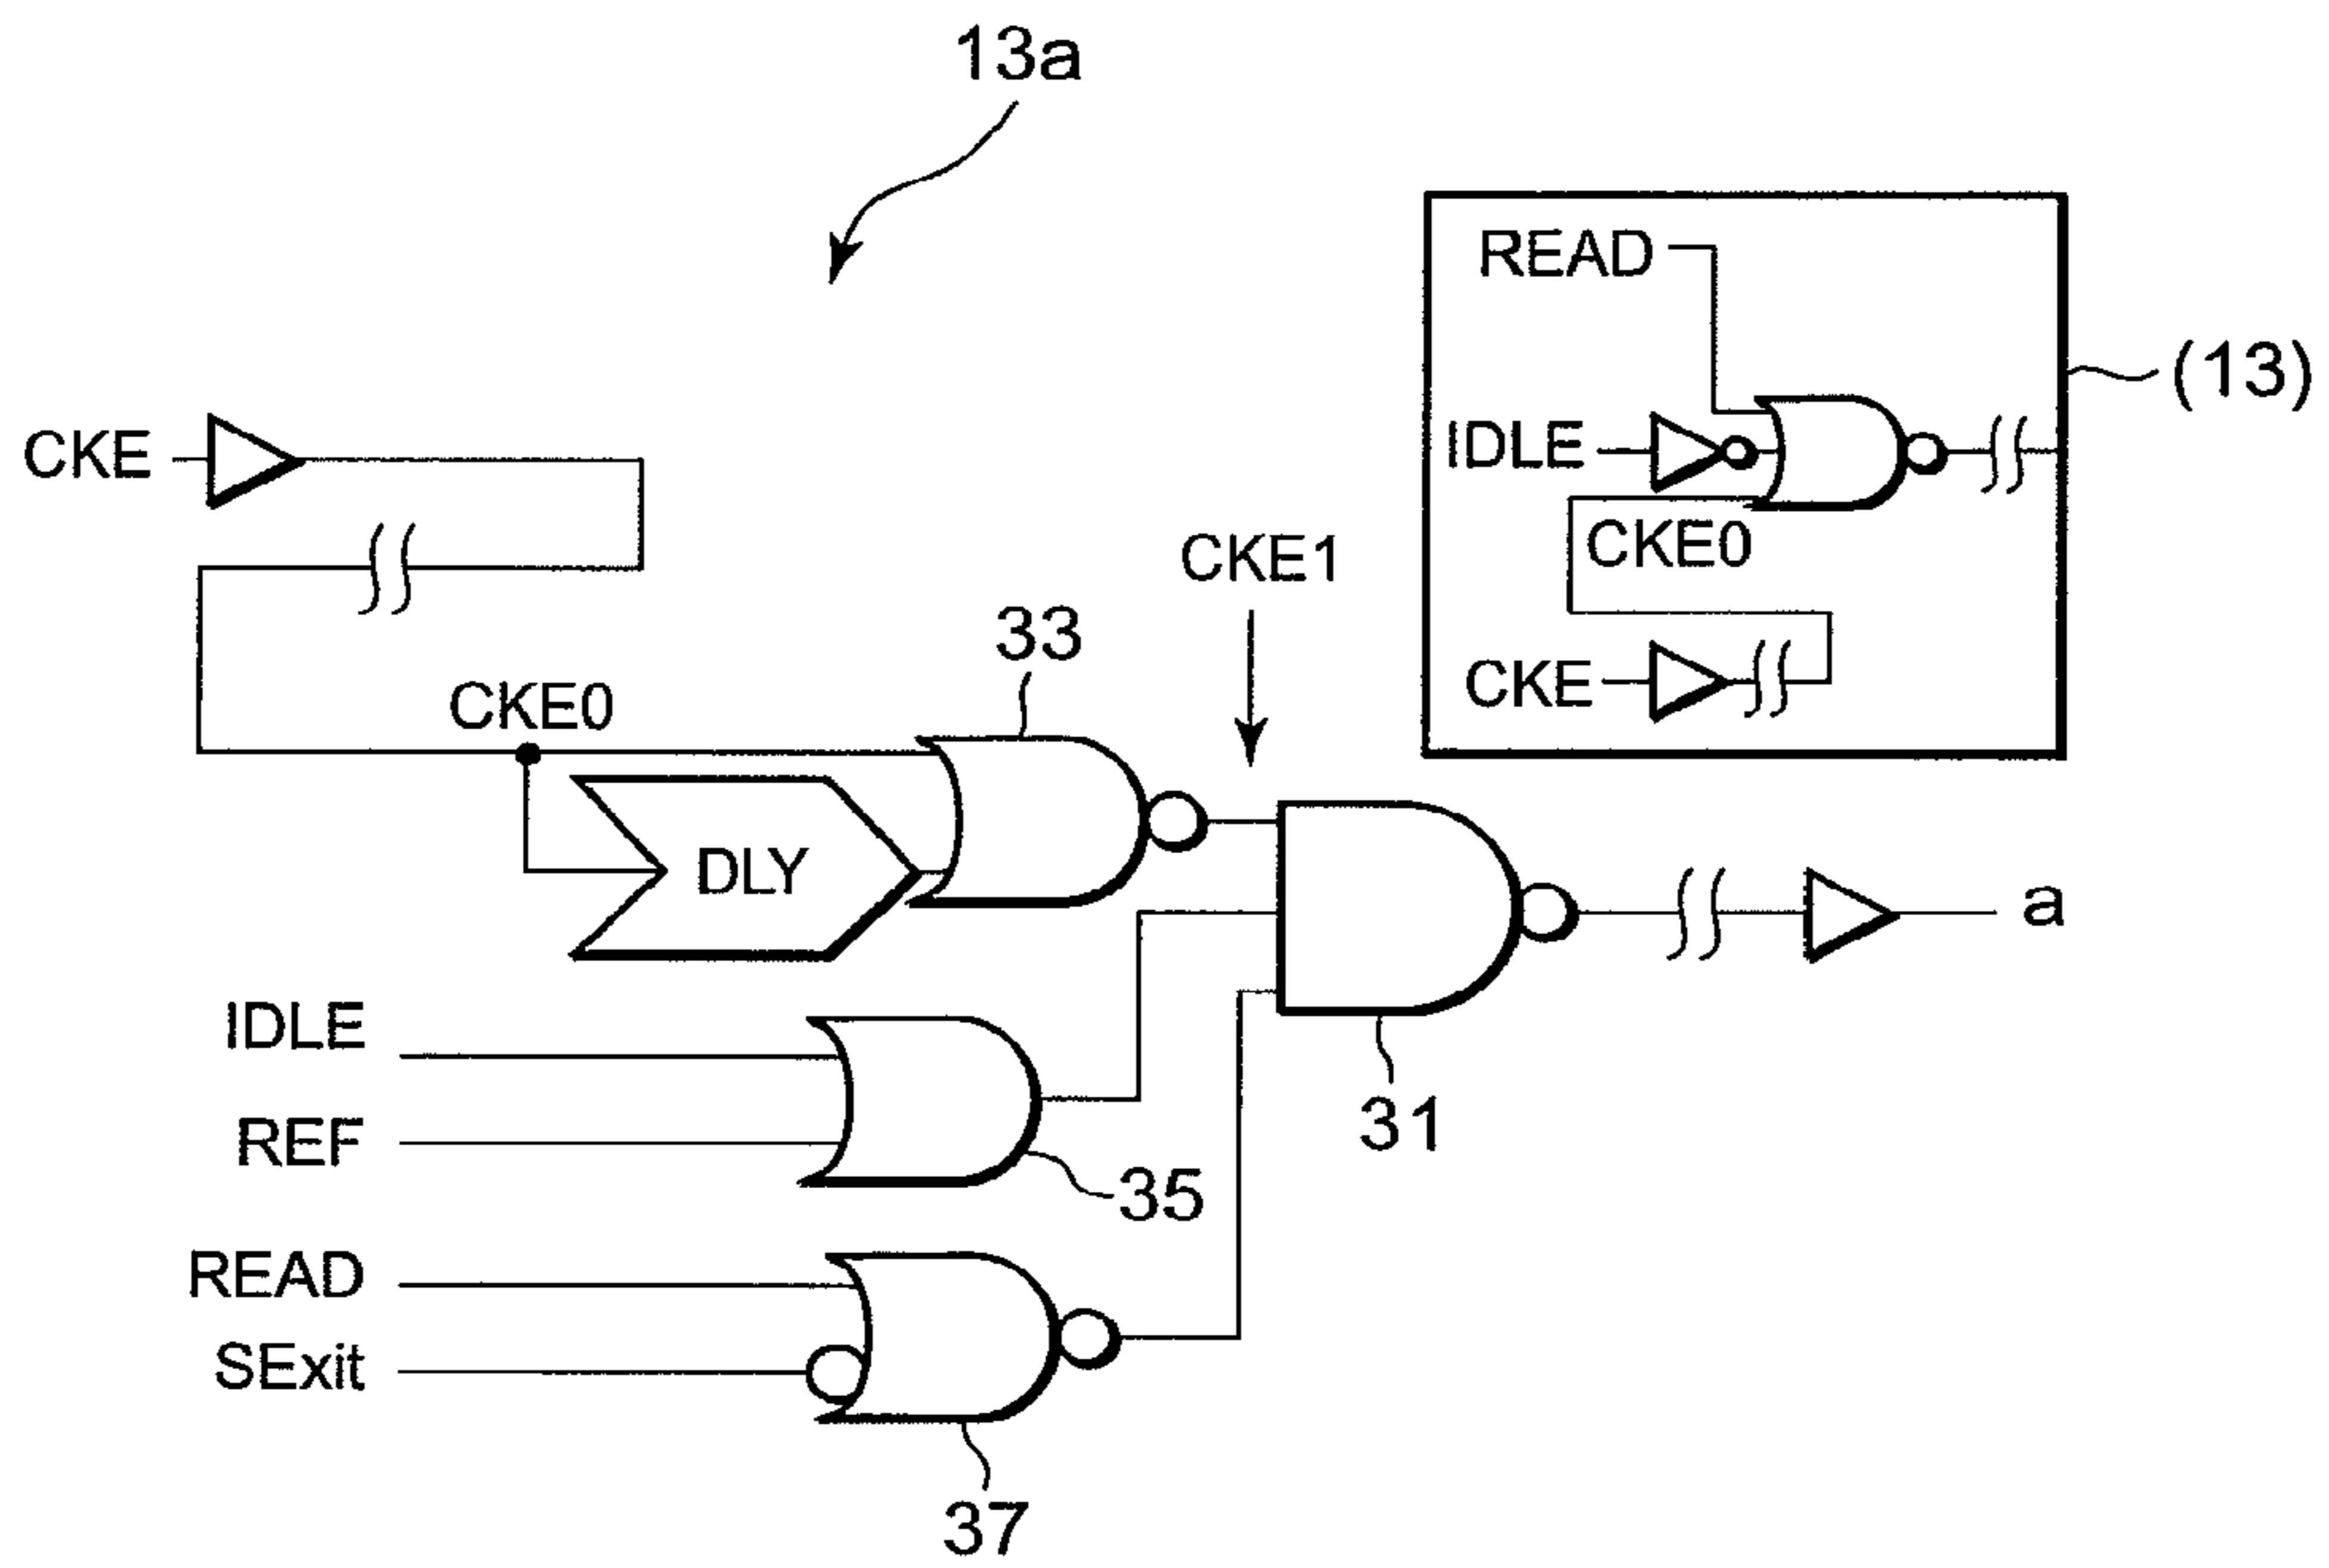 13a
READ
(13)
IDLE
CKE
CKE0
CKE1
33
CKE
CKE0
DLY
a
IDLE
REF
31
35
READ
SExit
37